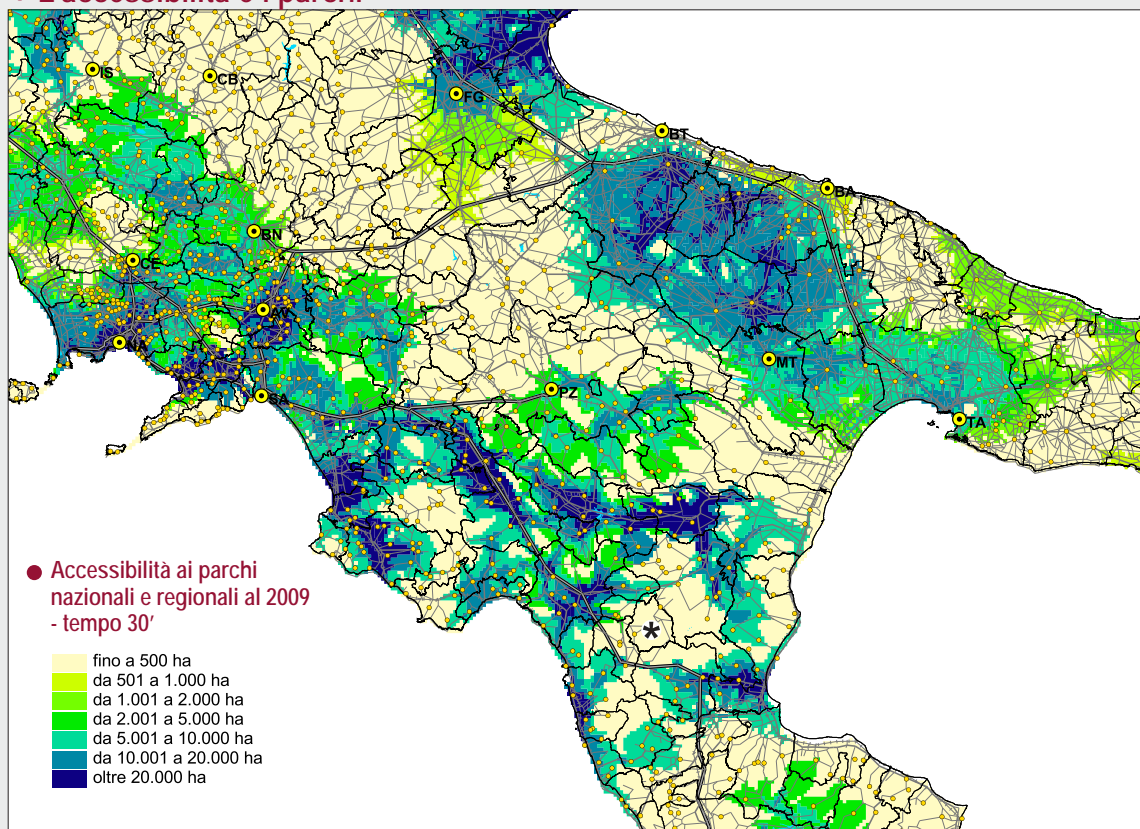 L'accessibilità e i parchi
IS
CB
FG
BT
BA
BN
CE
AV
NA
SA
PZ
MT
TA
*
● Accessibilità ai parchi
nazionali e regionali al 2009
- tempo 30'
fino a 500 ha
da 501 a 1.000 ha
da 1.001 a 2.000 ha
da 2.001 a 5.000 ha
da 5.001 a 10.000 ha
da 10.001 a 20.000 ha
oltre 20.000 ha